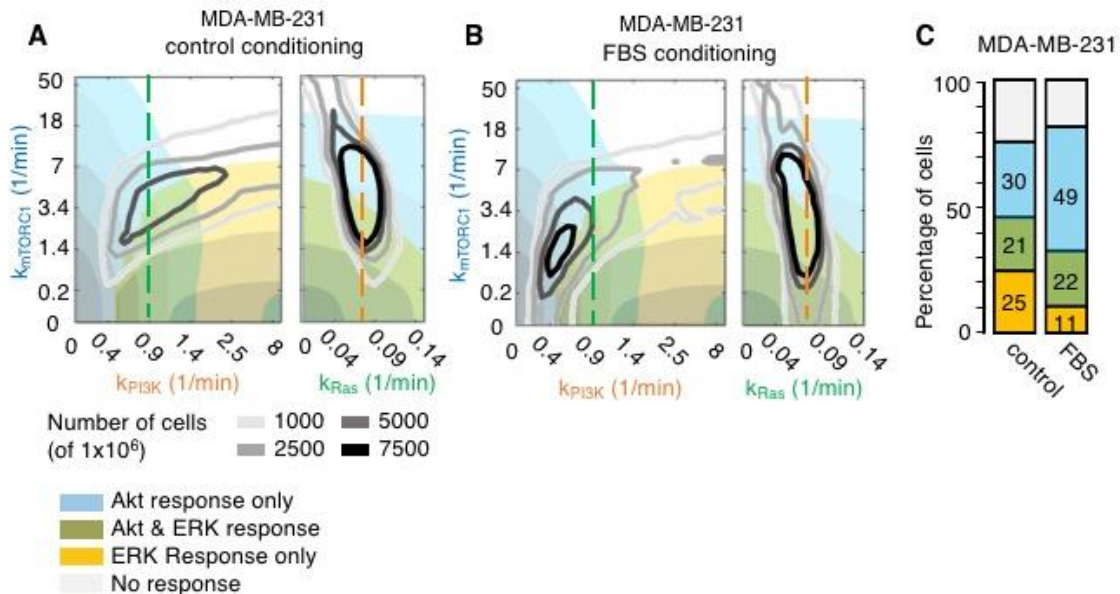 A
MDA-MB-231
control conditioning
50
18
7
3.4
1.4
0.2
0
kmTORC1 (1/min)
0 0.4 0.9 1.4 2.5 8
kPI3K (1/min)
0 0.04 0.09 0.14
kRas (1/min)
B
MDA-MB-231
FBS conditioning
50
18
7
3.4
1.4
0.2
0
kmTORC1 (1/min)
0 0.4 0.9 1.4 2.5 8
kPI3K (1/min)
0 0.04 0.09 0.14
kRas (1/min)
C
MDA-MB-231
Percentage of cells
100
50
0
30
21
25
49
22
11
control
FBS
Number of cells
(of 1x10⁶)
1000
5000
2500
7500
Akt response only
Akt & ERK response
ERK Response only
No response